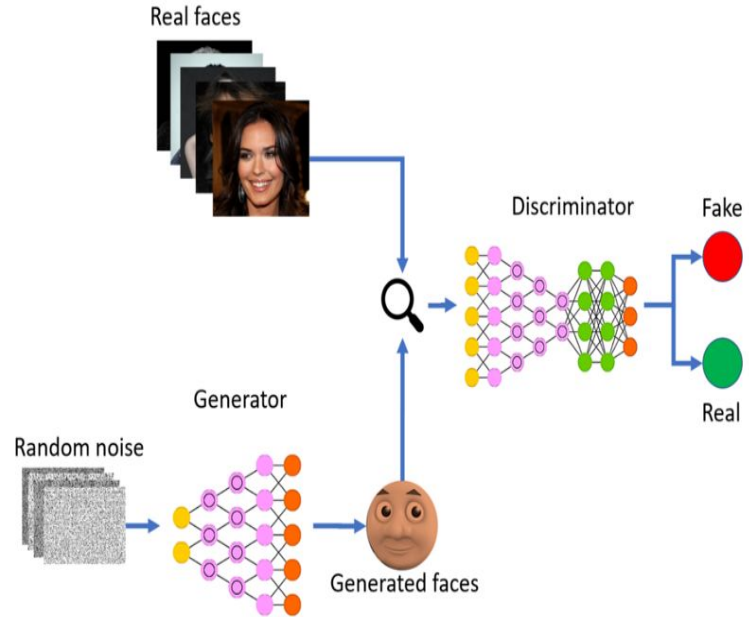 Real faces
Discriminator
Fake
Generator
Real
Random noise
Generated faces